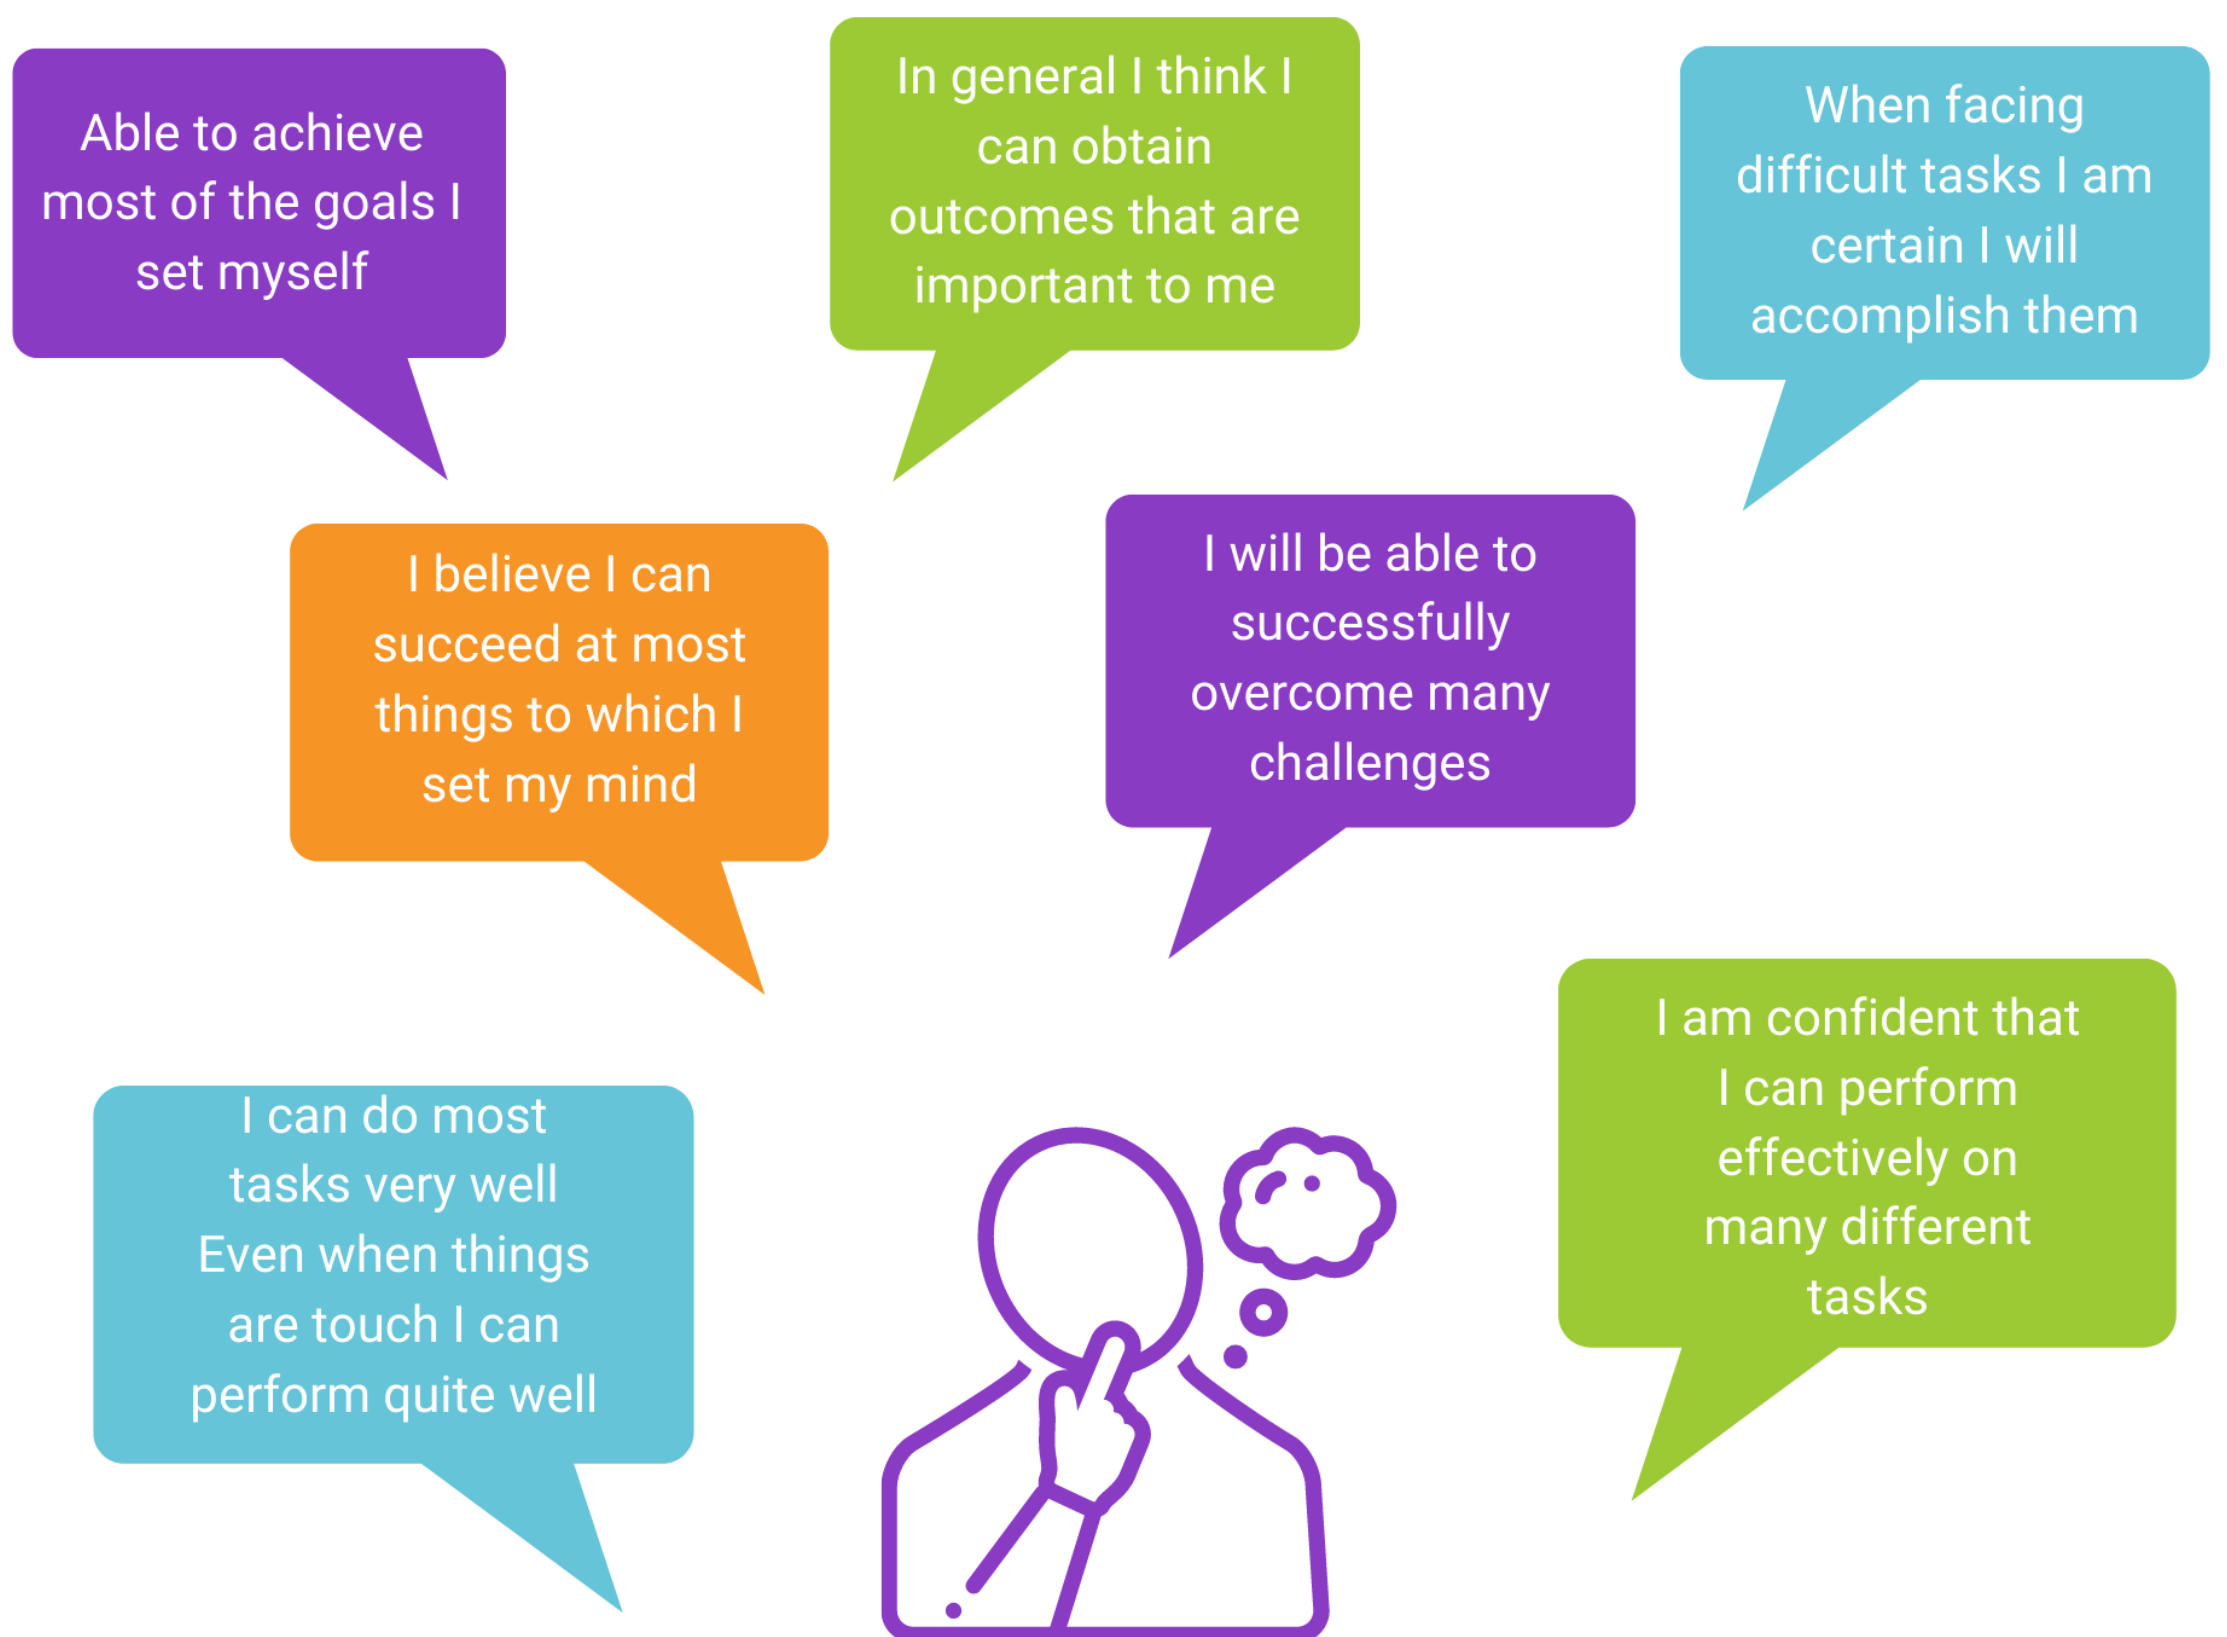 Able to achieve
most of the goals I
set myself
In general I think I
can obtain
outcomes that are
important to me
When facing
difficult tasks I am
certain I will
accomplish them
I believe I can
succeed at most
things to which I
set my mind
I will be able to
successfully
overcome many
challenges
I can do most
tasks very well
Even when things
are touch I can
perform quite well
I am confident that
I can perform
effectively on
many different
tasks